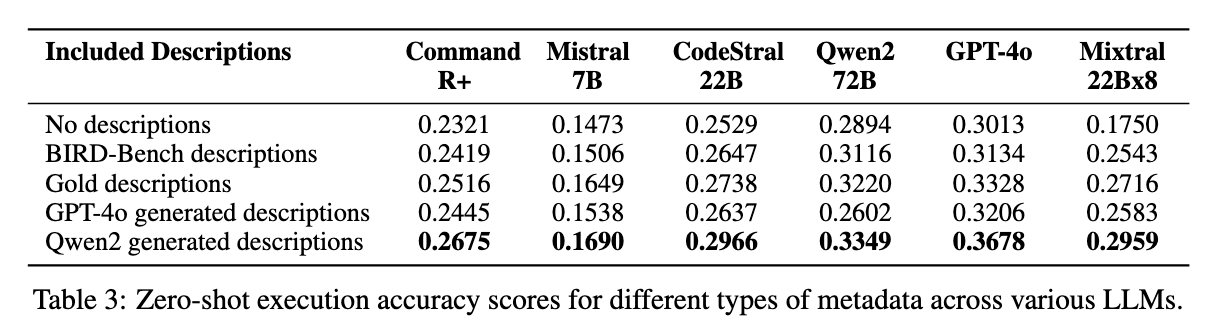 Included Descriptions Command Mistral CodeStral Qwen2 GPT-4o Mixtral
R+ 7B 22B 72B 22Bx8
No descriptions 0.2321 0.1473 0.2529 0.2894 0.3013 0.1750
BIRD-Bench descriptions 0.2419 0.1506 0.2647 0.3116 0.3134 0.2543
Gold descriptions 0.2516 0.1649 0.2738 0.3220 0.3328 0.2716
GPT-4o generated descriptions 0.2445 0.1538 0.2637 0.2602 0.3206 0.2583
Qwen2 generated descriptions 0.2675 0.1690 0.2966 0.3349 0.3678 0.2959
Table 3: Zero-shot execution accuracy scores for different types of metadata across various LLMs.